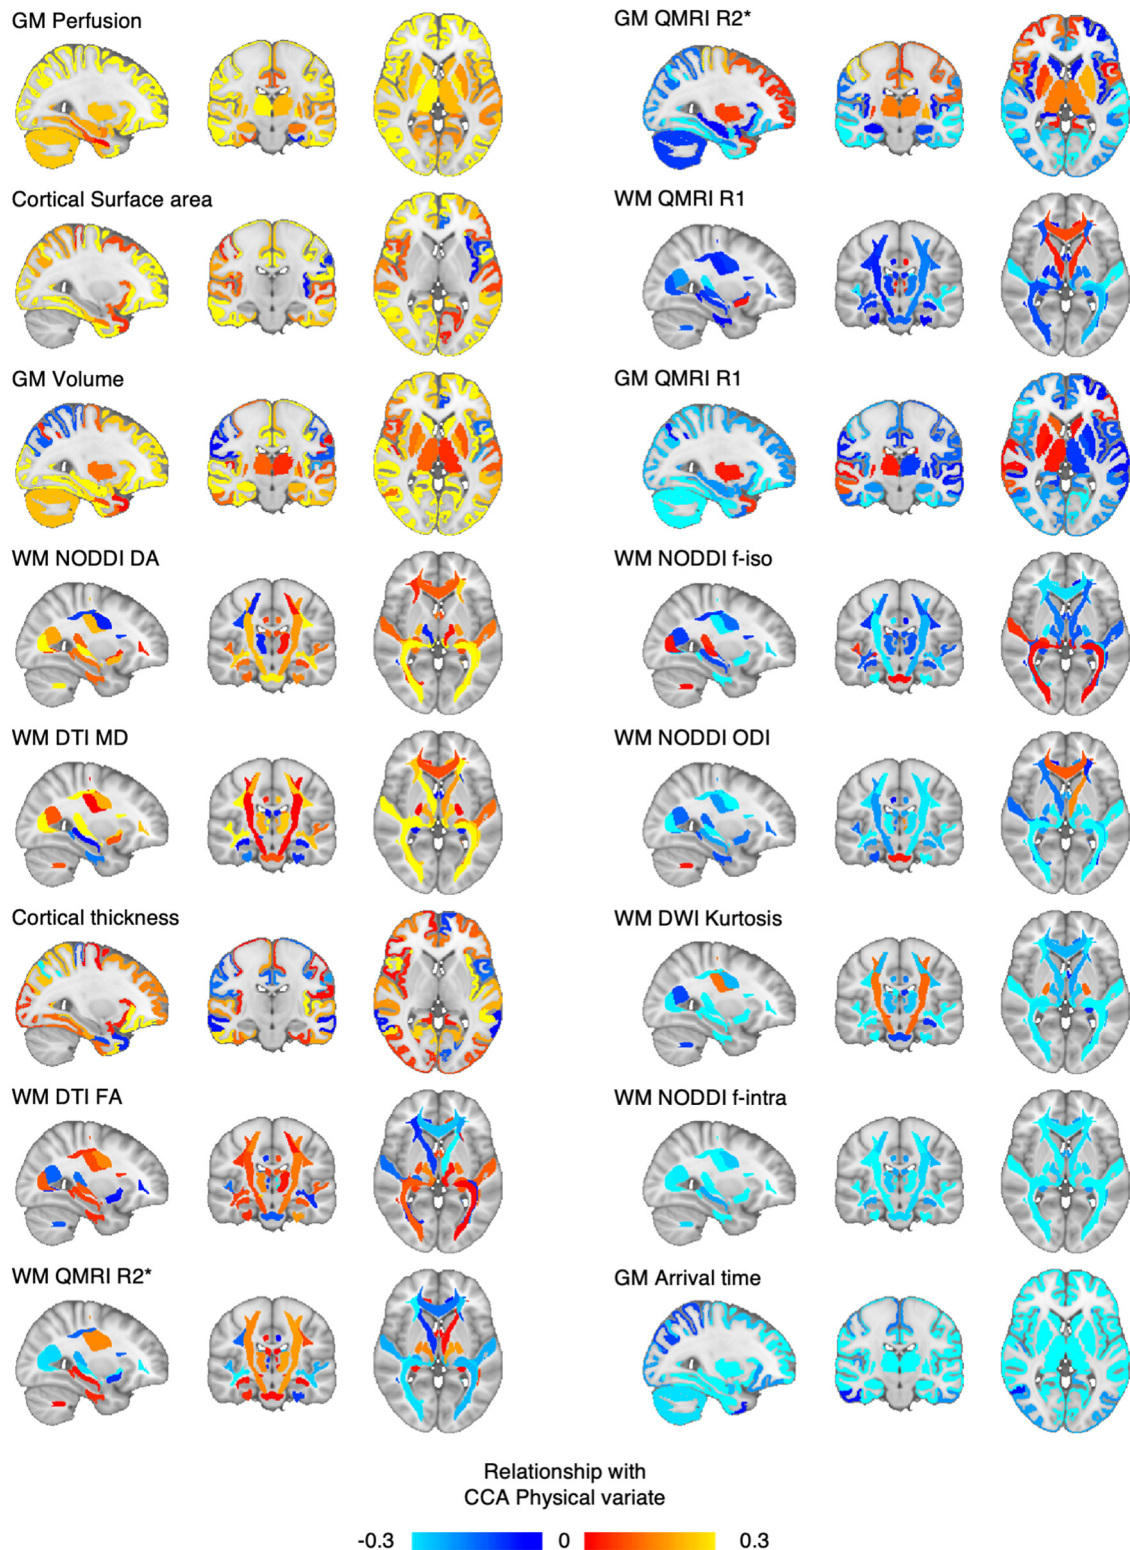 GM Perfusion
GM QMRI R2*
Cortical Surface area
WM QMRI R1
GM Volume
GM QMRI R1
WM NODDI DA
WM NODDI f-iso
WM DTI MD
WM NODDI ODI
Cortical thickness
WM DWI Kurtosis
WM DTI FA
WM NODDI f-intra
WM QMRI R2*
GM Arrival time
Relationship with
CCA Physical variate
-0.3 0 0.3